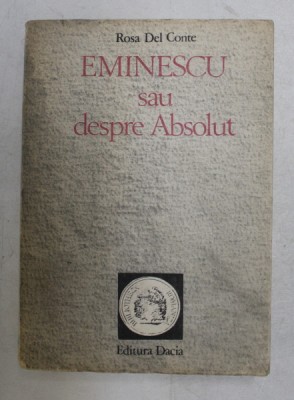 Rosa Del Conte
EMINESCU
sau
despre Absolut
Editura Dacia